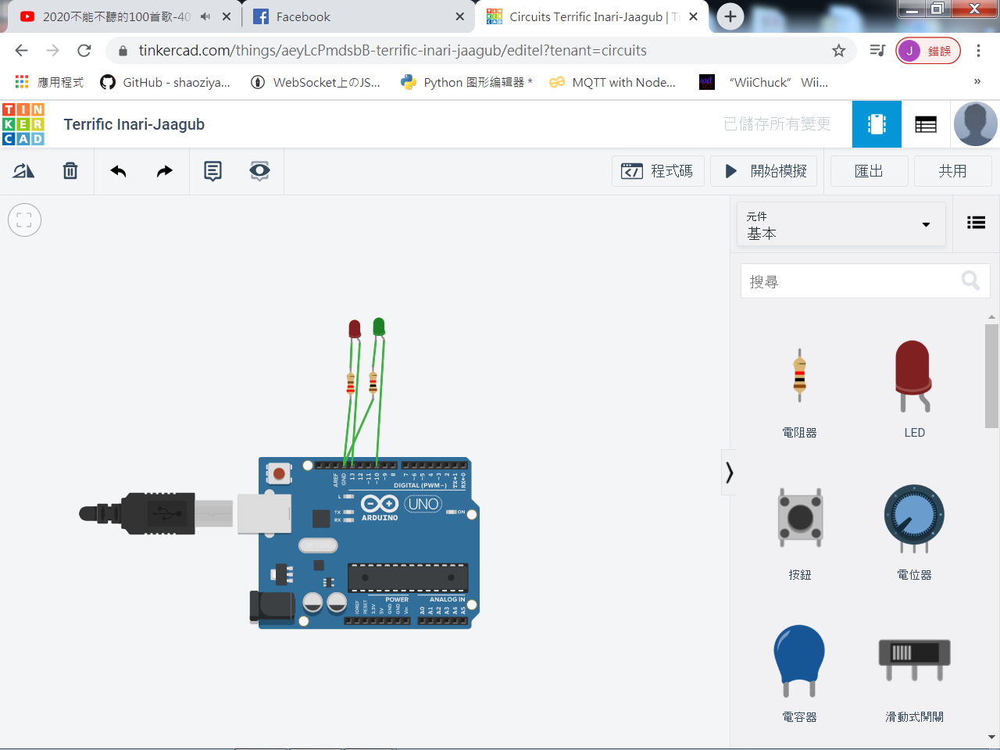 2020不能不聽的100首歌-40
Facebook
Circuits Terrific Inari-Jaagub | Ti
tinkercad.com/things/aeyLcPmdsbB-terrific-inari-jaagub/editel?tenant=circuits
J 錯誤
應用程式
GitHub - shaoziya...
WebSocket上のJS...
Python 图形编辑器 *
MQTT with Node...
“WiiChuck” Wii...
»
TIN
KER
CAD
Terrific Inari-Jaagub
已儲存所有變更
程式碼
開始模擬
匯出
共用
元件
基本
搜尋
電阻器
LED
按鈕
電位器
電容器
滑動式開關
AREF
GND
13
12
~11
~10
~9
8
7
~6
~5
4
~3
2
TX→1
RX←0
DIGITAL (PWM~)
L
TX
RX
UNO
ON
ARDUINO
POWER
ANALOG IN
IOREF
RESET
3.3V
5V
GND
GND
Vin
A0
A1
A2
A3
A4
A5